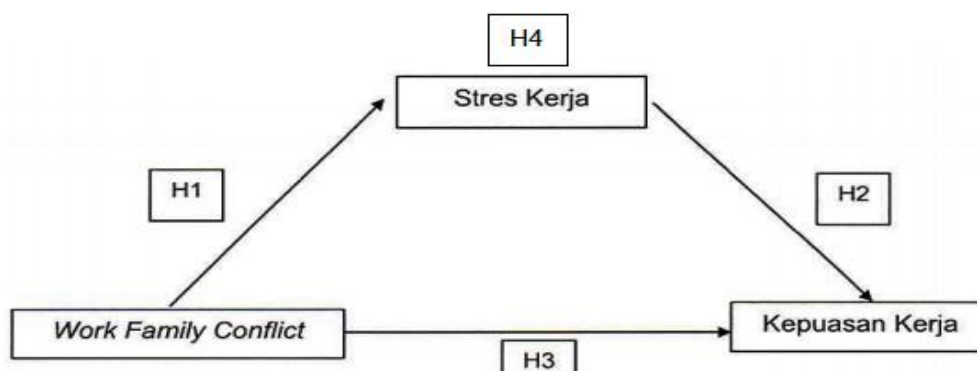 H4
Stres Kerja
H1
H2
Work Family Conflict
Kepuasan Kerja
H3